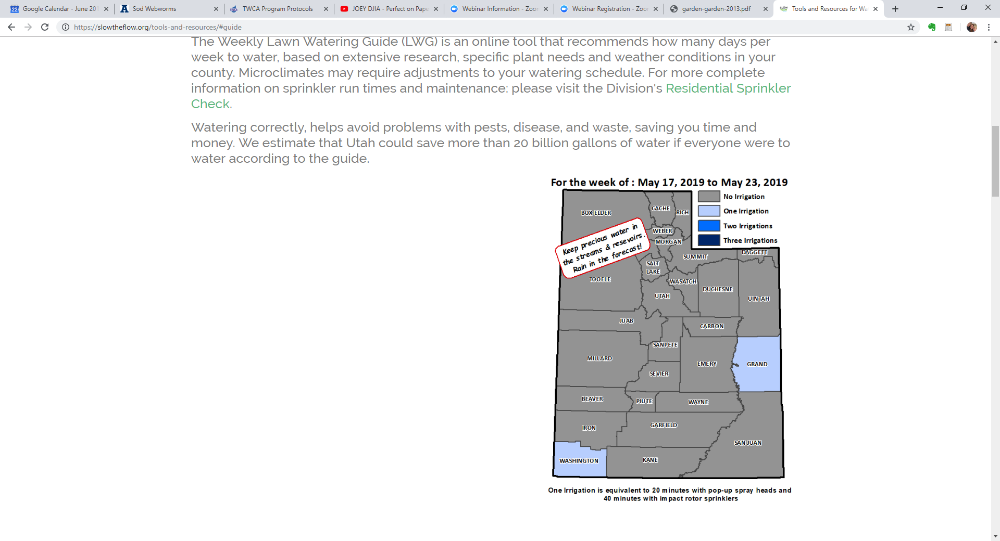 Google Calendar - June 201
Sod Webworms
TWCA Program Protocols
JOEY DJIA - Perfect on Pape
Webinar Information - Zoor
Webinar Registration - Zoor
garden-garden-2013.pdf
Tools and Resources for Wa
https://slowtheflow.org/tools-and-resources/#guide
The Weekly Lawn Watering Guide (LWG) is an online tool that recommends how many days per
week to water, based on extensive research, specific plant needs and weather conditions in your
county. Microclimates may require adjustments to your watering schedule. For more complete
information on sprinkler run times and maintenance: please visit the Division's Residential Sprinkler
Check.
Watering correctly, helps avoid problems with pests, disease, and waste, saving you time and
money. We estimate that Utah could save more than 20 billion gallons of water if everyone were to
water according to the guide.
For the week of : May 17, 2019 to May 23, 2019
No Irrigation
One Irrigation
Two Irrigations
Three Irrigations
BOX ELDER
CACHE
RICH
Keep precious water in
the streams & resevoirs.
Rain in the forecast!
WEBER
MORGAN
SUMMIT
DAGGETT
SALT
LAKE
TOOELE
WASATCH
DUCHESNE
UTAH
UINTAH
JUAB
CARBON
SANPETE
MILLARD
EMERY
GRAND
SEVIER
BEAVER
PIUTE
WAYNE
IRON
GARFIELD
SAN JUAN
WASHINGTON
KANE
One Irrigation is equivalent to 20 minutes with pop-up spray heads and
40 minutes with impact rotor sprinklers